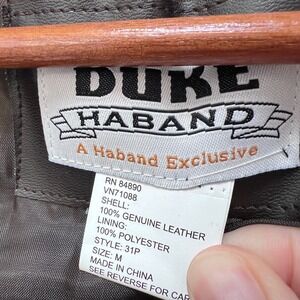 DUKE
HABAND
A Haband Exclusive
RN 84890
VN71088
SHELL:
100% GENUINE LEATHER
LINING:
100% POLYESTER
STYLE: 31P
SIZE: M
MADE IN CHINA
SEE REVERSE FOR CAR